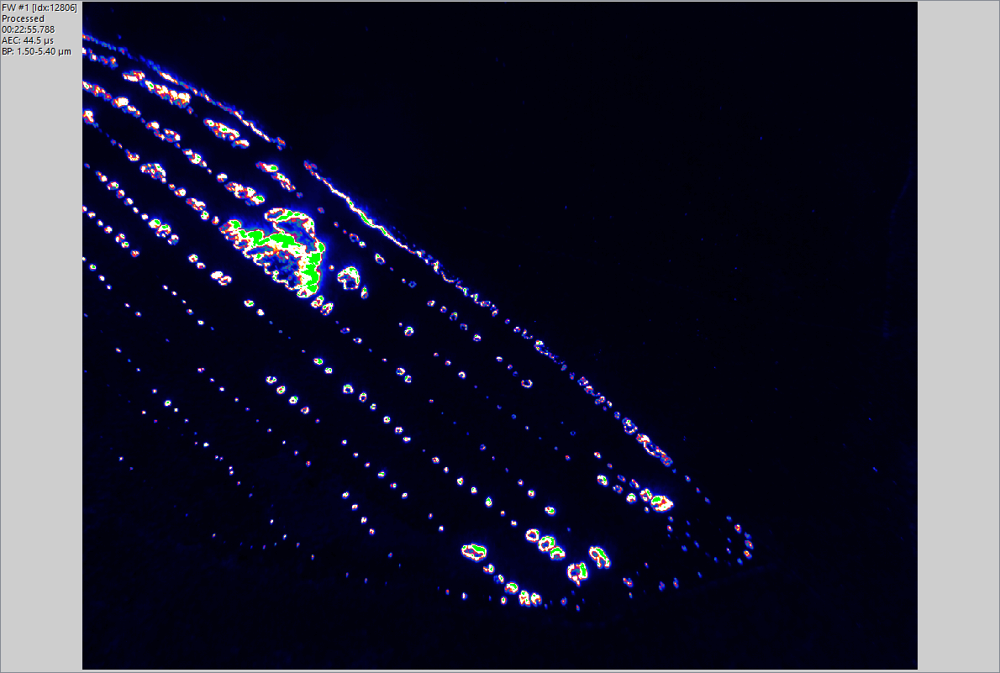 FW #1 [Idx:12806]
Processed
00:22:55.788
AEC: 44.5 µs
BP: 1.50-5.40 µm